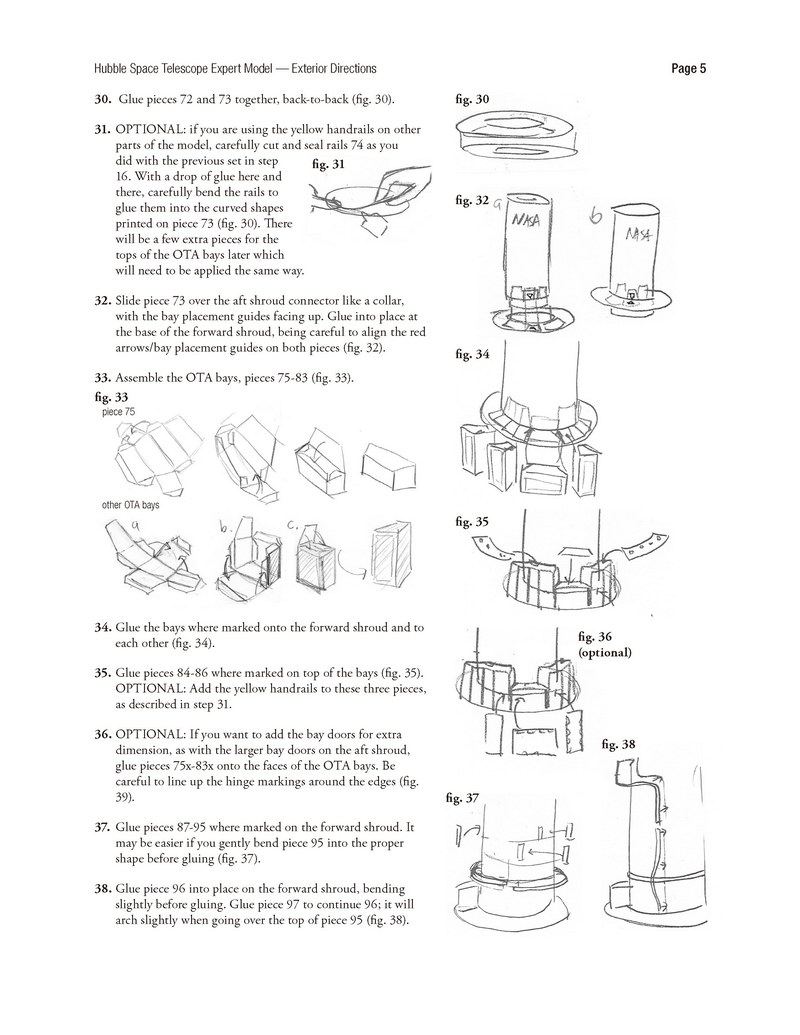 Hubble Space Telescope Expert Model — Exterior Directions
Page 5
30. Glue pieces 72 and 73 together, back-to-back (fig. 30).
31. OPTIONAL: if you are using the yellow handrails on other
parts of the model, carefully cut and seal rails 74 as you
did with the previous set in step
16. With a drop of glue here and
there, carefully bend the rails to
glue them into the curved shapes
printed on piece 73 (fig. 30). There
will be a few extra pieces for the
tops of the OTA bays later which
will need to be applied the same way.
fig. 31
32. Slide piece 73 over the aft shroud connector like a collar,
with the bay placement guides facing up. Glue into place at
the base of the forward shroud, being careful to align the red
arrows/bay placement guides on both pieces (fig. 32).
33. Assemble the OTA bays, pieces 75-83 (fig. 33).
fig. 33
piece 75
other OTA bays
a
b.
c.
34. Glue the bays where marked onto the forward shroud and to
each other (fig. 34).
35. Glue pieces 84-86 where marked on top of the bays (fig. 35).
OPTIONAL: Add the yellow handrails to these three pieces,
as described in step 31.
36. OPTIONAL: If you want to add the bay doors for extra
dimension, as with the larger bay doors on the aft shroud,
glue pieces 75x-83x onto the faces of the OTA bays. Be
careful to line up the hinge markings around the edges (fig.
39).
37. Glue pieces 87-95 where marked on the forward shroud. It
may be easier if you gently bend piece 95 into the proper
shape before gluing (fig. 37).
38. Glue piece 96 into place on the forward shroud, bending
slightly before gluing. Glue piece 97 to continue 96; it will
arch slightly when going over the top of piece 95 (fig. 38).
fig. 30
fig. 32
a
NASA
b
NASA
fig. 34
fig. 35
fig. 36
(optional)
fig. 37
fig. 38